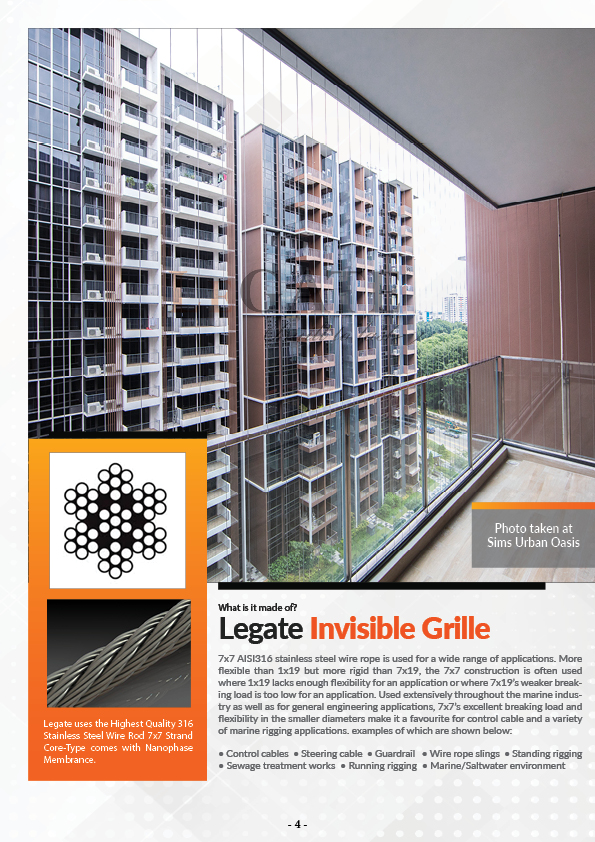 Photo taken at
Sims Urban Oasis
What is it made of?
Legate Invisible Grille
7x7 AISI316 stainless steel wire rope is used for a wide range of applications. More
flexible than 1x19 but more rigid than 7x19, the 7x7 construction is often used
where 1x19 lacks enough flexibility for an application or where 7x19's weaker break-
ing load is too low for an application. Used extensively throughout the marine indus-
try as well as for general engineering applications, 7x7's excellent breaking load and
flexibility in the smaller diameters make it a favourite for control cable and a variety
of marine rigging applications. examples of which are shown below:
• Control cables • Steering cable • Guardrail • Wire rope slings • Standing rigging
• Sewage treatment works • Running rigging • Marine/Saltwater environment
Legate uses the Highest Quality 316
Stainless Steel Wire Rod 7x7 Strand
Core-Type comes with Nanophase
Membrance.
- 4 -